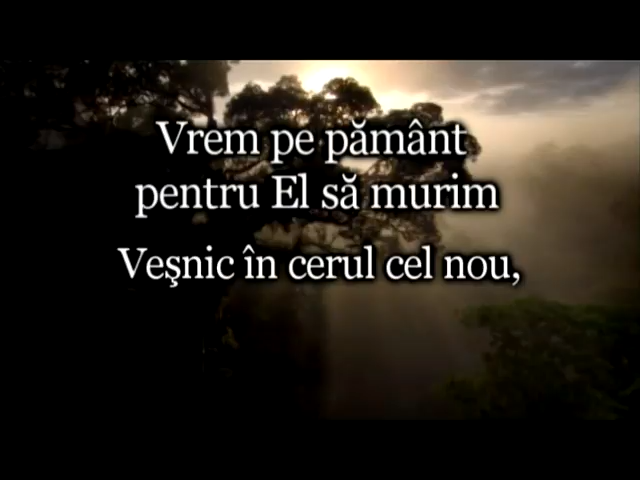 Vrem pe pământ
pentru El să murim
Veşnic în cerul cel nou,